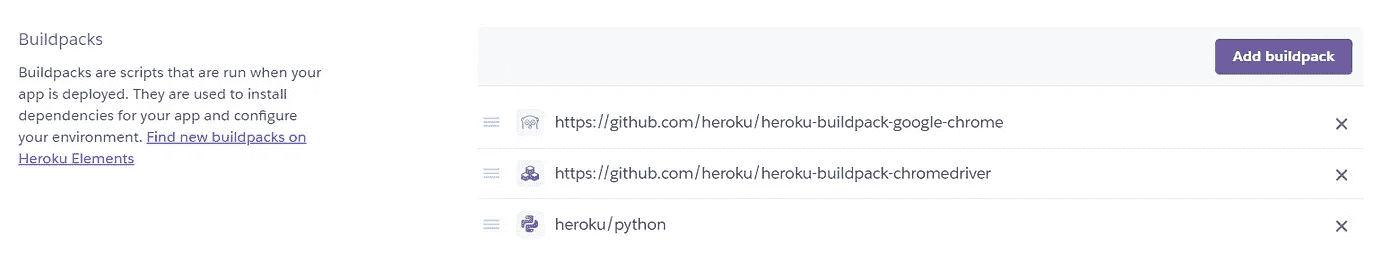 Buildpacks
Buildpacks are scripts that are run when your
app is deployed. They are used to install
dependencies for your app and configure
your environment. Find new buildpacks on
Heroku Elements
Add buildpack
https://github.com/heroku/heroku-buildpack-google-chrome
https://github.com/heroku/heroku-buildpack-chromedriver
heroku/python